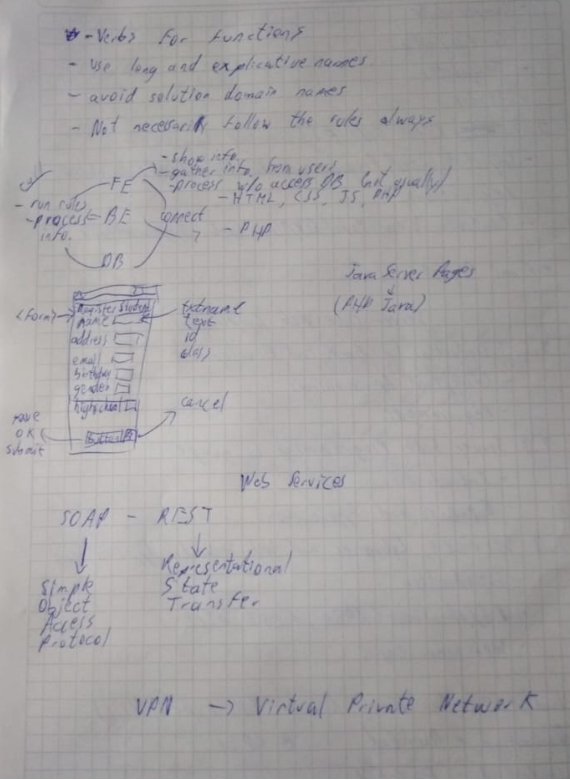 - Verbs for functions
- Use long and explicative names
- avoid solution domain names
- Not necessarily follow the rules always
- show info.
- gather info. from users
- process w/o access DB (not usually)
- HTML, CSS, JS, PHP
FE
- run rules
- process info.
BE
connect
- PHP
DB
Java Server Pages
(PHP Java)
<form>
Register Student
name
address
email
birthday
gender
highschool
Button
txtname
text
id
class
cancel
save
OK
submit
Web Services
SOAP - REST
Simple
Object
Access
Protocol
Representational
State
Transfer
VPN → Virtual Private Network